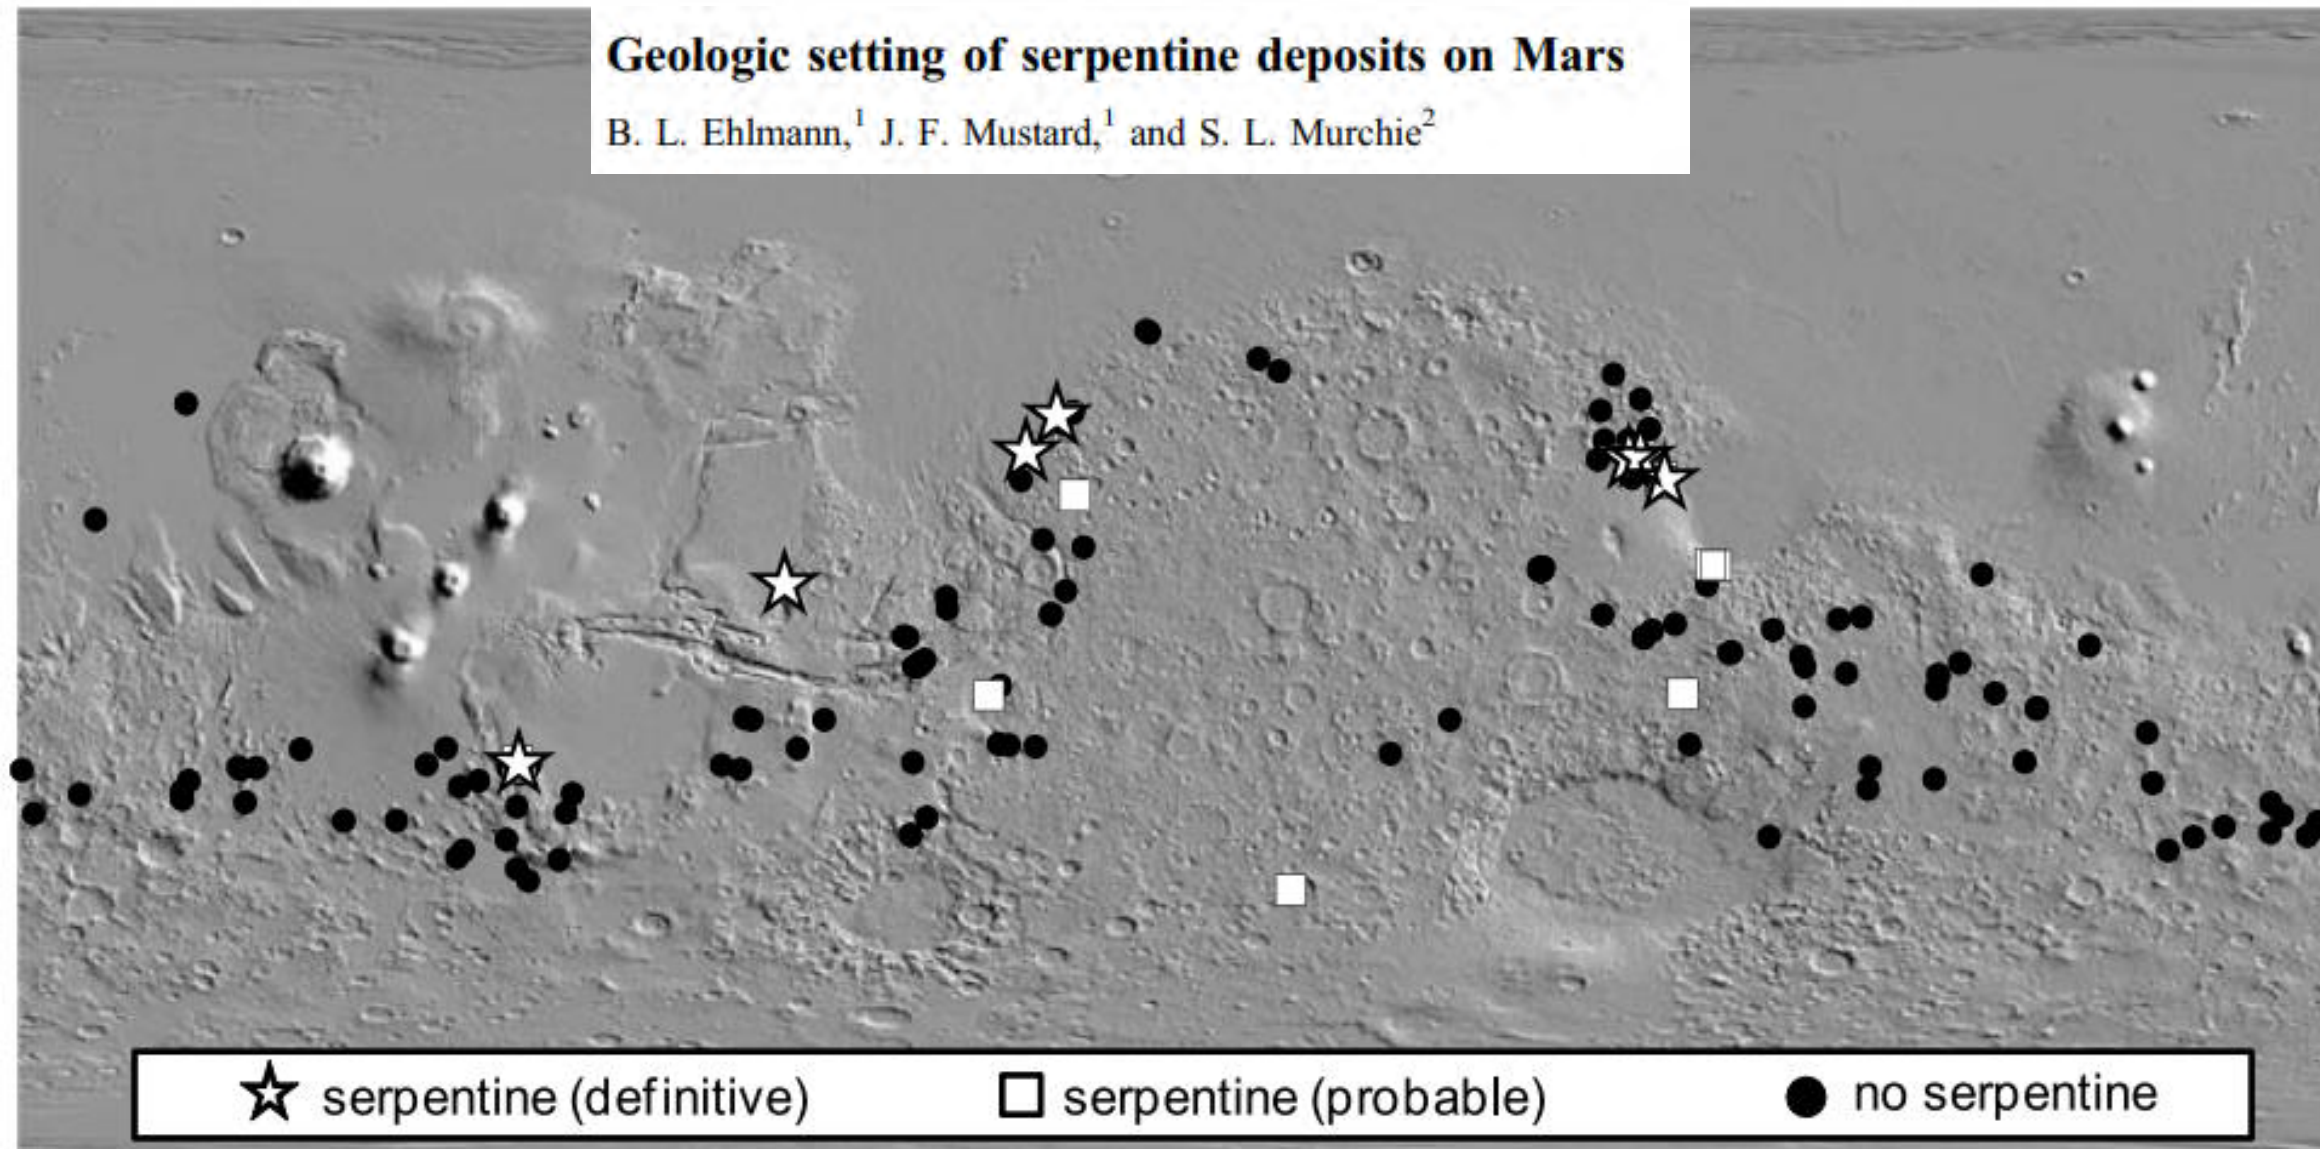 Geologic setting of serpentine deposits on Mars
B. L. Ehlmann,1 J. F. Mustard,1 and S. L. Murchie2
serpentine (definitive) serpentine (probable) no serpentine